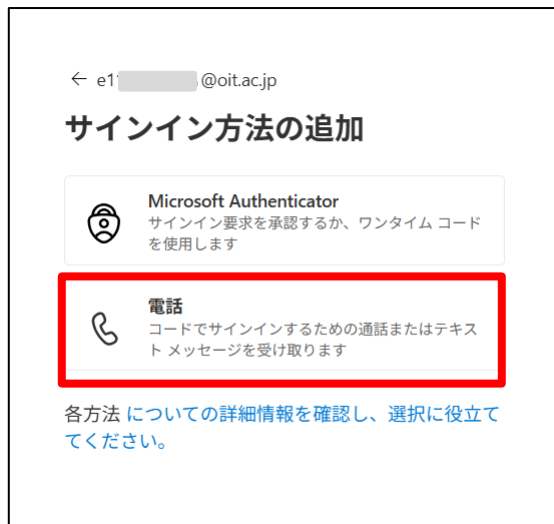 ← e1 @oit.ac.jp
サインイン方法の追加
Microsoft Authenticator
サインイン要求を承認するか、ワンタイム コード
を使用します
電話
コードでサインインするための通話またはテキス
ト メッセージを受け取ります
各方法 についての詳細情報を確認し、選択に役立て
てください。